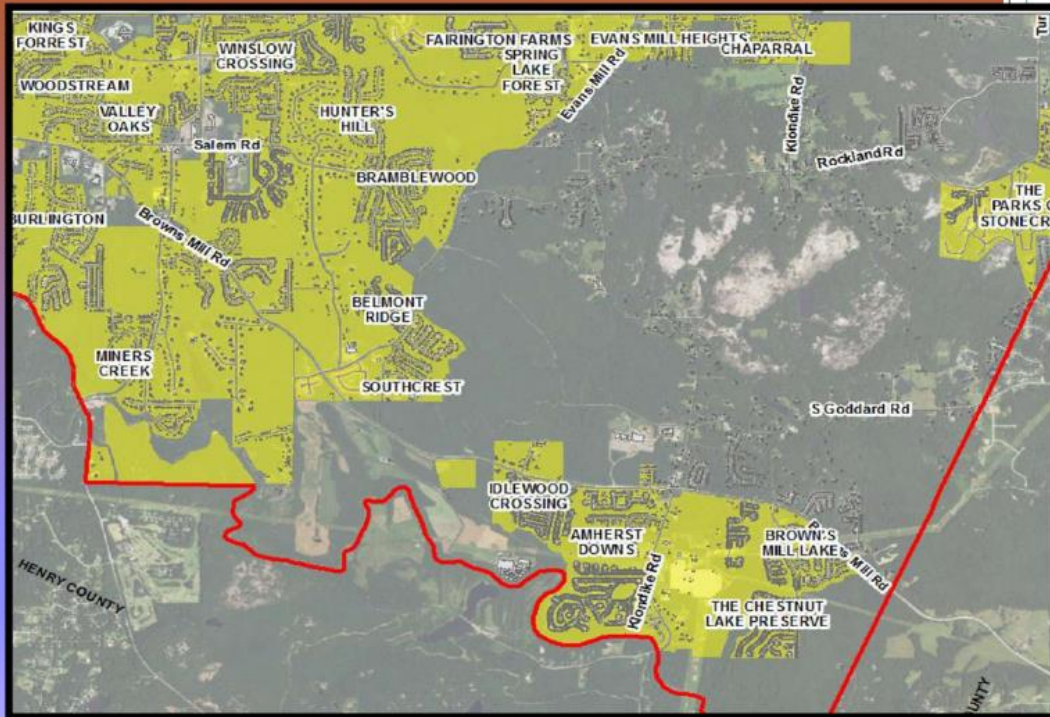 Tur
KINGS
FORREST
WINSLOW
CROSSING
FAIRINGTON FARMS
SPRING
LAKE
FOREST
EVANS MILL HEIGHTS
CHAPARRAL
Evans Mill Rd
Klondike Rd
WOODSTREAM
VALLEY
OAKS
HUNTER'S
HILL
Salem Rd
Rockland Rd
BRAMBLEWOOD
THE
PARKS O
STONECR
BURLINGTON
Browns Mill Rd
BELMONT
RIDGE
MINERS
CREEK
SOUTHCREST
S Goddard Rd
IDLEWOOD
CROSSING
AMHERST
DOWNS
BROWN'S
MILL LAKE
's Mill Rd
Klondike Rd
HENRY COUNTY
THE CHESTNUT
LAKE PRESERVE
OUNTY